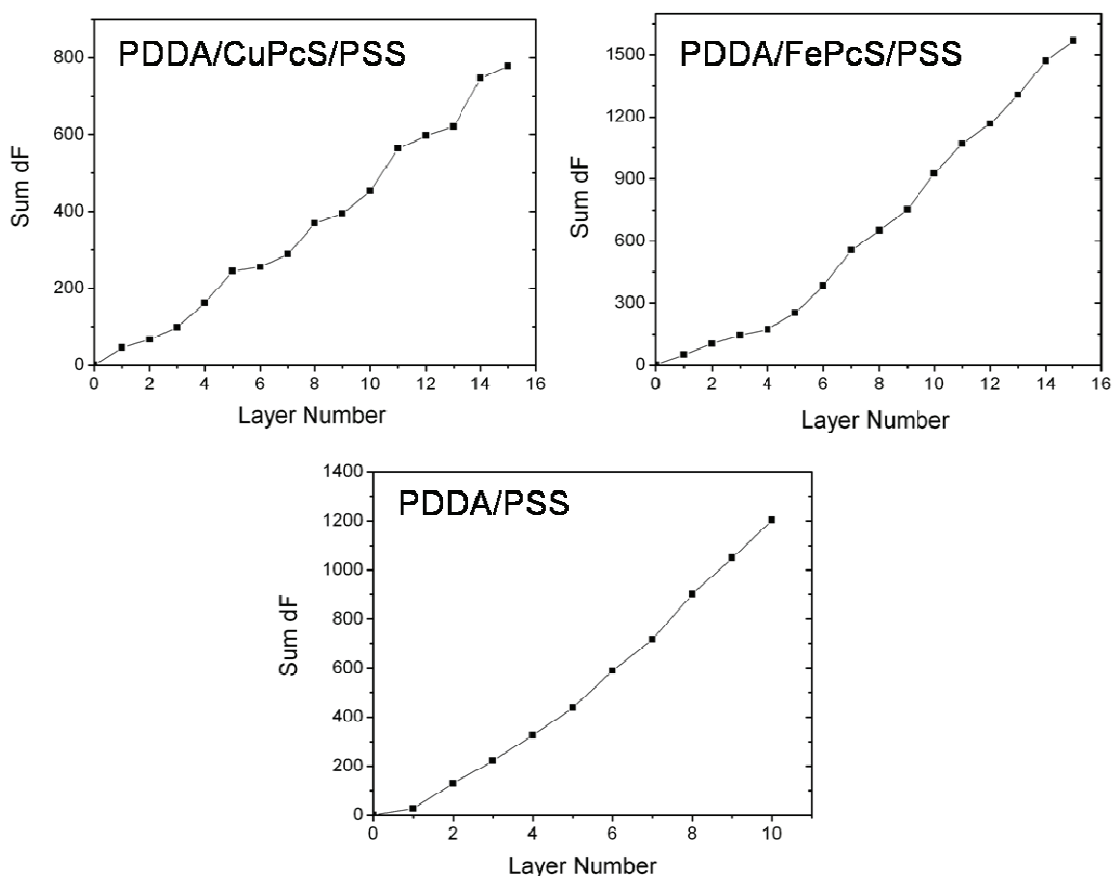 PDDA/CuPcS/PSS
Sum dF
800
600
400
200
0
0 2 4 6 8 10 12 14 16
Layer Number
PDDA/FePcS/PSS
Sum dF
1500
1200
900
600
300
0
0 2 4 6 8 10 12 14 16
Layer Number
PDDA/PSS
Sum dF
1400
1200
1000
800
600
400
200
0
0 2 4 6 8 10
Layer Number